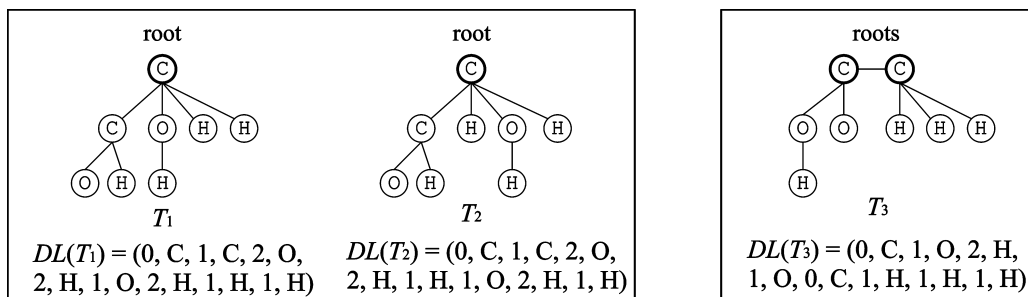 root
root
roots
C
C
C C
C O H H
C H O H
O O H H H
O H H
O H H
H
T1
T2
T3
DL(T1) = (0, C, 1, C, 2, O,
2, H, 1, O, 2, H, 1, H, 1, H)
DL(T2) = (0, C, 1, C, 2, O,
2, H, 1, H, 1, O, 2, H, 1, H)
DL(T3) = (0, C, 1, O, 2, H,
1, O, 0, C, 1, H, 1, H, 1, H)